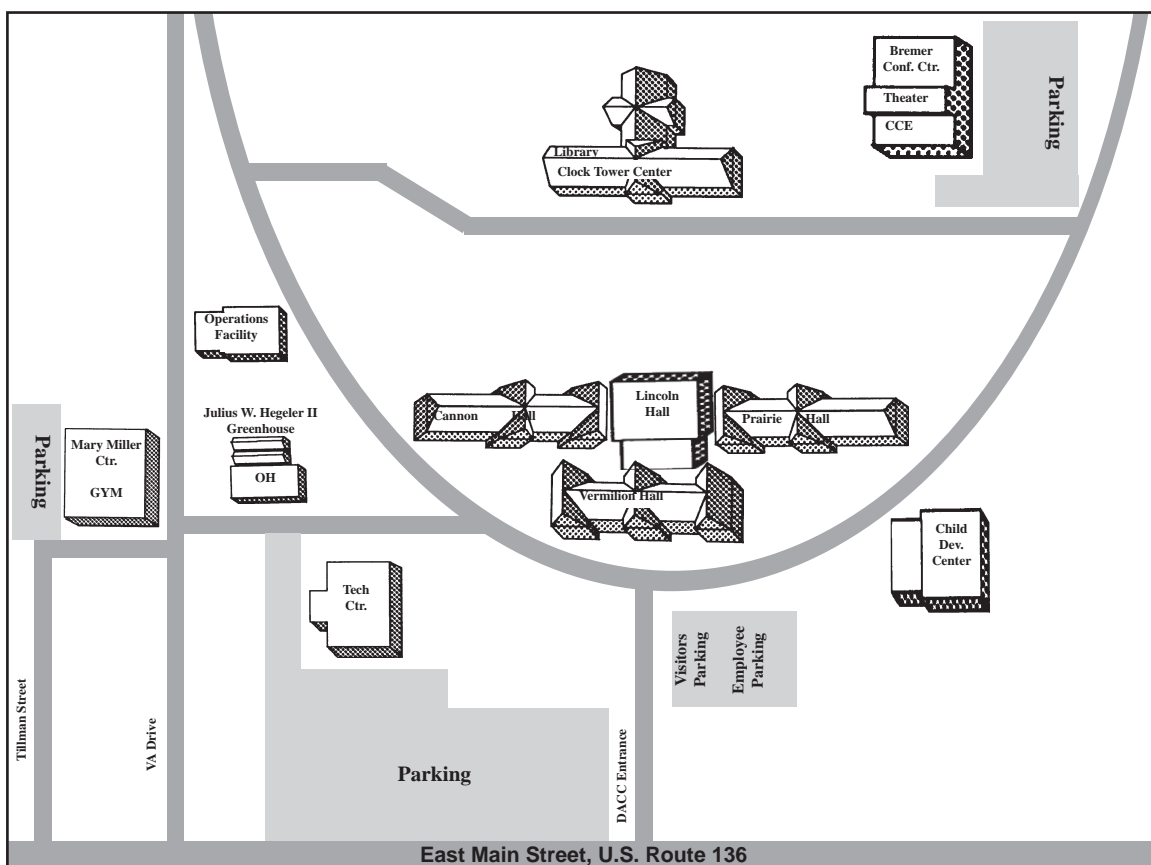 Bremer
Conf. Ctr.
Theater
CCE
Parking
Library
Clock Tower Center
Operations
Facility
Julius W. Hegeler II
Greenhouse
OH
Cannon Hall
Lincoln
Hall
Prairie Hall
Vermilion Hall
Parking
Mary Miller
Ctr.
GYM
Child
Dev.
Center
Tech
Ctr.
Visitors
Parking
Employee
Parking
Tillman Street
VA Drive
Parking
DACC Entrance
East Main Street, U.S. Route 136